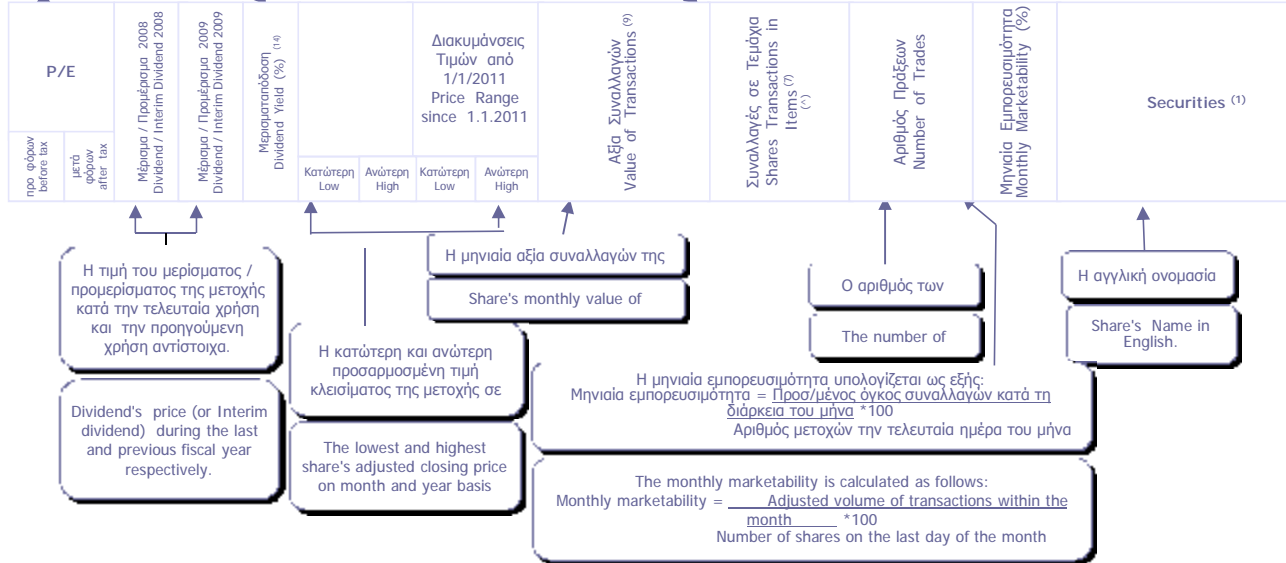 P/E
προ φόρων
before tax
μετά
φόρων
after tax
Μέρισμα / Προμέρισμα 2008
Dividend / Interim Dividend 2008
Μέρισμα / Προμέρισμα 2009
Dividend / Interim Dividend 2009
Μερισματαπόδοση
Dividend Yield (%) (14)
Διακυμάνσεις
Τιμών από
1/1/2011
Price Range
since 1.1.2011
Κατώτερη
Low
Ανώτερη
High
Κατώτερη
Low
Ανώτερη
High
Αξία Συναλλαγών
Value of Transactions (9)
Συναλλαγές σε Τεμάχια
Shares Transactions in
Items (7)
(^)
Αριθμός Πράξεων
Number of Trades
Μηνιαία Εμπορευσιμότητα
Monthly Marketability (%)
Securities (1)
Η τιμή του μερίσματος /
προμερίσματος της μετοχής
κατά την τελευταία χρήση
και την προηγούμενη
χρήση αντίστοιχα.
Dividend's price (or Interim
dividend) during the last
and previous fiscal year
respectively.
Η κατώτερη και ανώτερη
προσαρμοσμένη τιμή
κλεισίματος της μετοχής σε
The lowest and highest
share's adjusted closing price
on month and year basis
Η μηνιαία αξία συναλλαγών της
Share's monthly value of
Ο αριθμός των
The number of
Η αγγλική ονομασία
Share's Name in
English.
Η μηνιαία εμπορευσιμότητα υπολογίζεται ως εξής:
Μηνιαία εμπορευσιμότητα = Προσ/μένος όγκος συναλλαγών κατά τη
διάρκεια του μήνα *100
Αριθμός μετοχών την τελευταία ημέρα του μήνα
The monthly marketability is calculated as follows:
Monthly marketability = Adjusted volume of transactions within the
month *100
Number of shares on the last day of the month